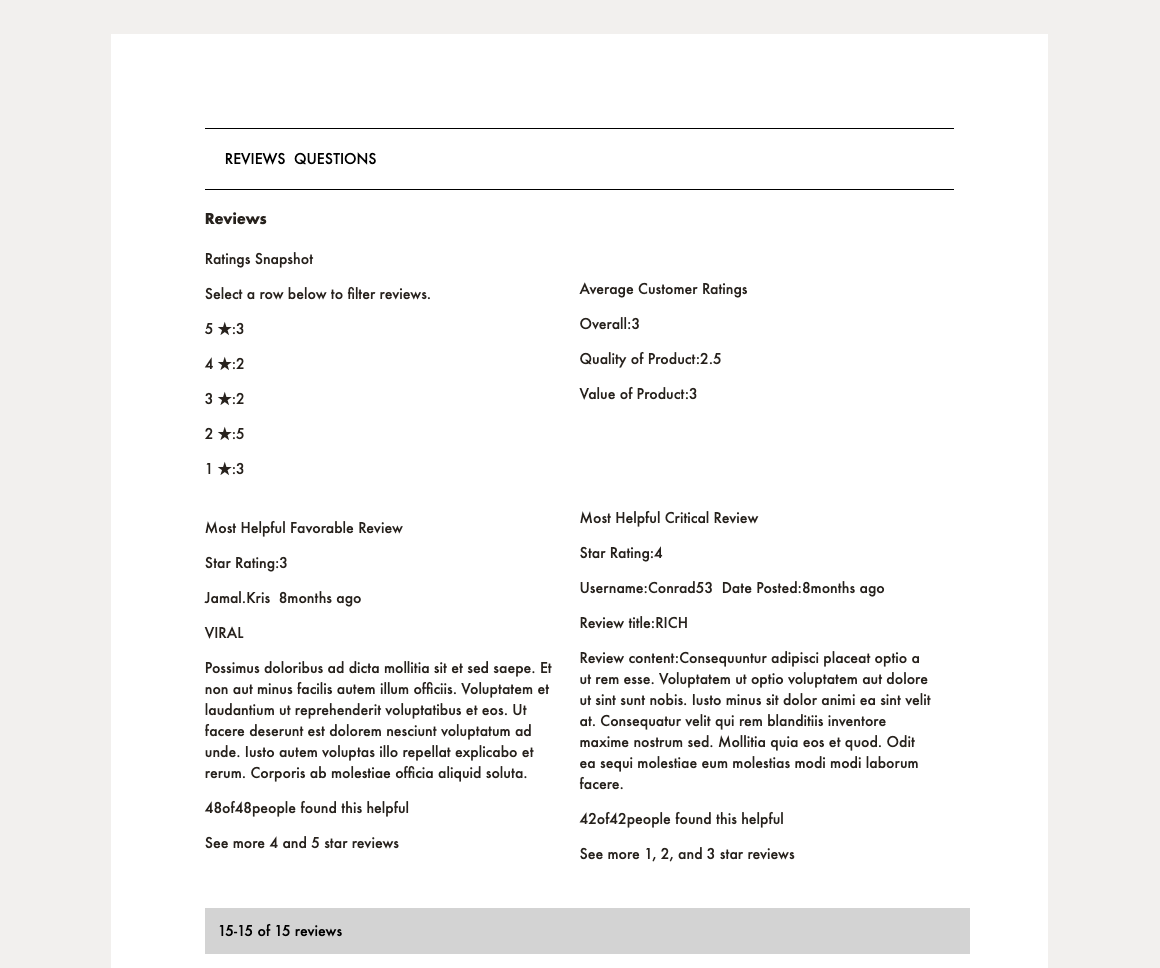 REVIEWS  QUESTIONS
Reviews
Ratings Snapshot
Select a row below to filter reviews.
5 ★:3
4 ★:2
3 ★:2
2 ★:5
1 ★:3
Average Customer Ratings
Overall:3
Quality of Product:2.5
Value of Product:3
Most Helpful Favorable Review
Star Rating:3
Jamal.Kris  8months ago
VIRAL
Possimus doloribus ad dicta mollitia sit et sed saepe. Et
non aut minus facilis autem illum officiis. Voluptatem et
laudantium ut reprehenderit voluptatibus et eos. Ut
facere deserunt est dolorem nesciunt voluptatum ad
unde. Iusto autem voluptas illo repellat explicabo et
rerum. Corporis ab molestiae officia aliquid soluta.
48of48people found this helpful
See more 4 and 5 star reviews
Most Helpful Critical Review
Star Rating:4
Username:Conrad53  Date Posted:8months ago
Review title:RICH
Review content:Consequuntur adipisci placeat optio a
ut rem esse. Voluptatem ut optio voluptatem aut dolore
ut sint sunt nobis. Iusto minus sit dolor animi ea sint velit
at. Consequatur velit qui rem blanditiis inventore
maxime nostrum sed. Mollitia quia eos et quod. Odit
ea sequi molestiae eum molestias modi modi laborum
facere.
42of42people found this helpful
See more 1, 2, and 3 star reviews
15-15 of 15 reviews